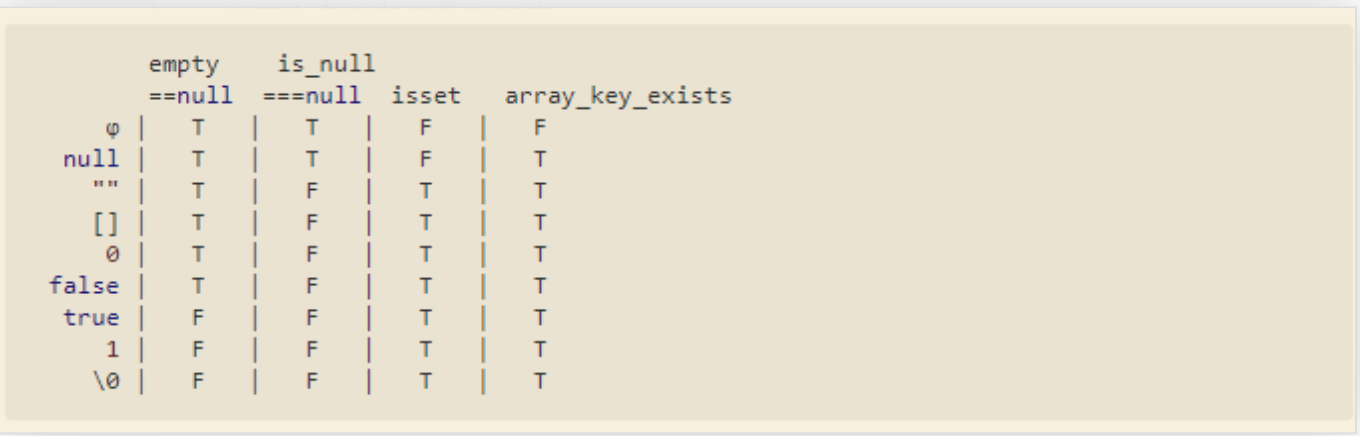 empty is_null
==null ===null isset array_key_exists
φ | T | T | F | F
null | T | T | F | T
"" | T | F | T | T
[] | T | F | T | T
0 | T | F | T | T
false | T | F | T | T
true | F | F | T | T
1 | F | F | T | T
\0 | F | F | T | T